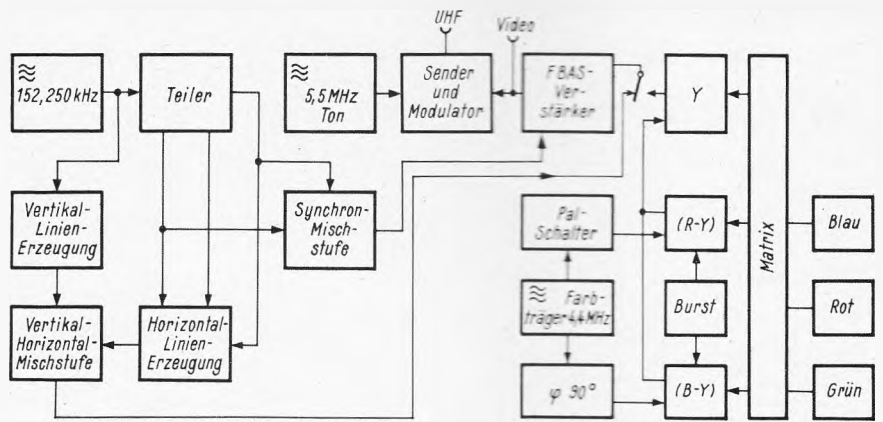 UHF
Video
152,250 kHz
Teiler
5,5 MHz
Ton
Sender
und
Modulator
FBAS-
Ver-
stärker
Y
Vertikal-
Linien-
Erzeugung
Synchron-
Misch-
stufe
Pal-
Schalter
(R-Y)
Matrix
Blau
Vertikal-
Horizontal-
Mischstufe
Horizontal-
Linien-
Erzeugung
Farb-
träger 4,4 MHz
Burst
Rot
φ 90°
(B-Y)
Grün